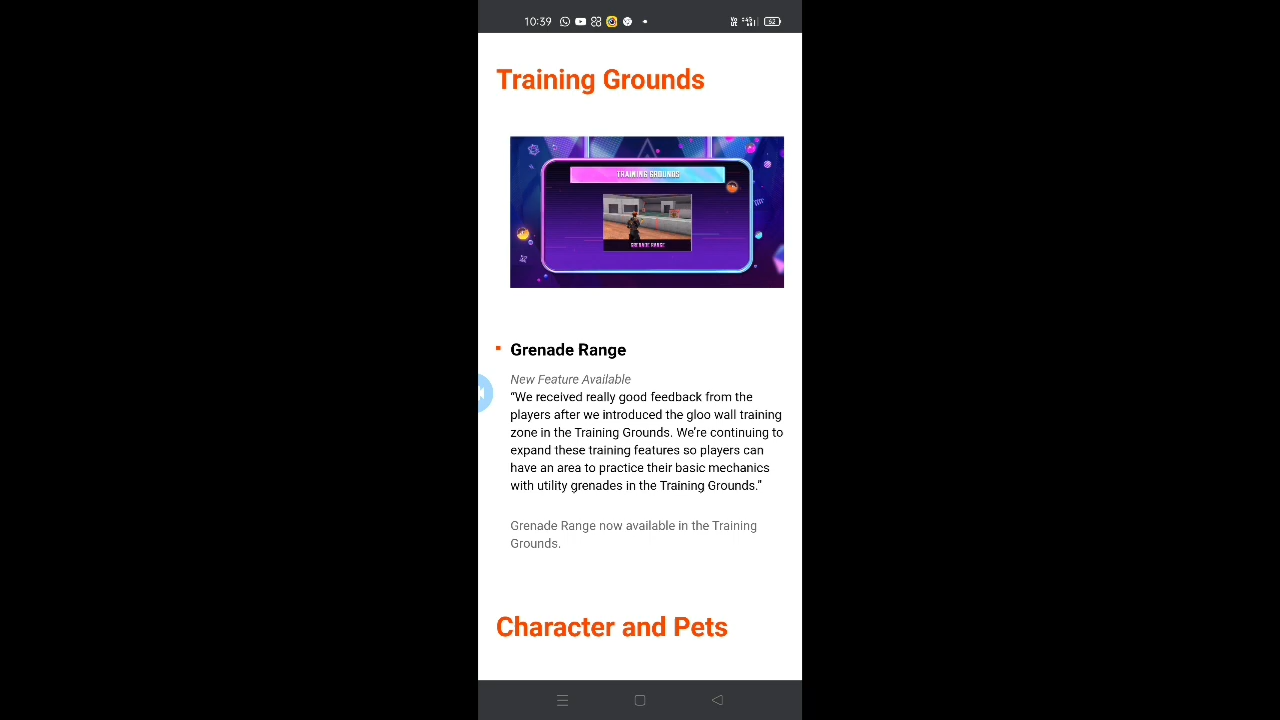 10:39
Training Grounds
TRAINING GROUNDS
GRENADE RANGE
Grenade Range
New Feature Available
“We received really good feedback from the
players after we introduced the gloo wall training
zone in the Training Grounds. We’re continuing to
expand these training features so players can
have an area to practice their basic mechanics
with utility grenades in the Training Grounds.”
Grenade Range now available in the Training
Grounds.
Character and Pets